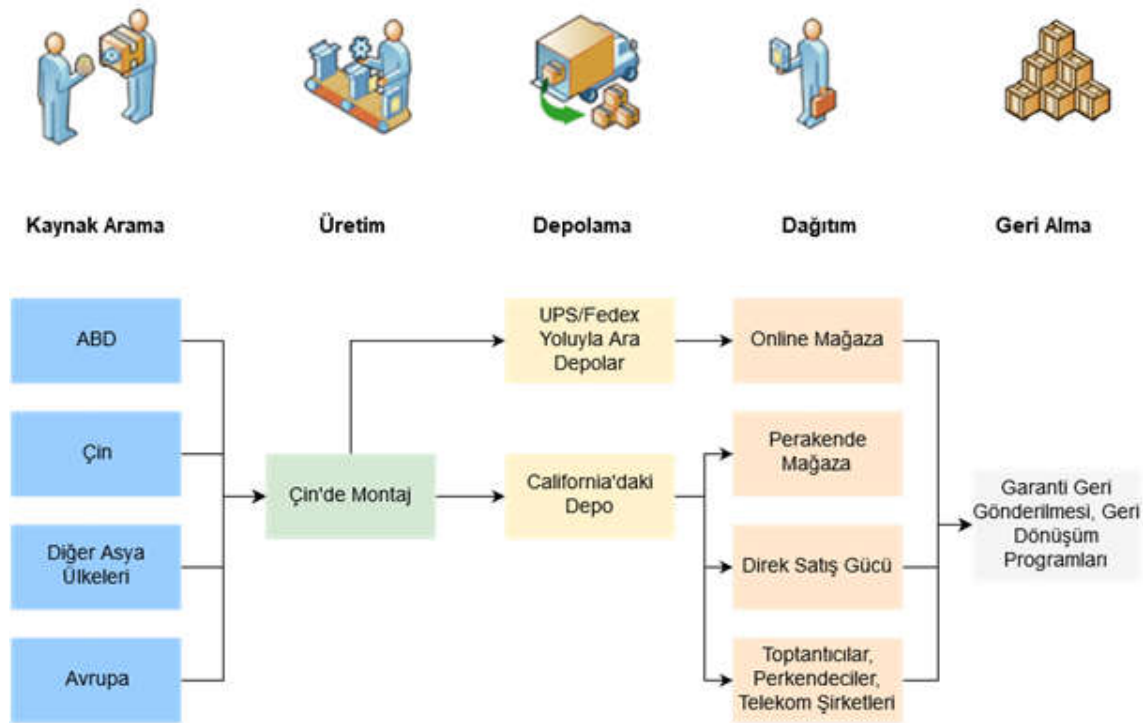 Kaynak Arama
Üretim
Depolama
Dağıtım
Geri Alma
ABD
Çin
Diğer Asya
Ülkeleri
Avrupa
Çin'de Montaj
UPS/Fedex
Yoluyla Ara
Depolar
California'daki
Depo
Online Mağaza
Perakende
Mağaza
Direk Satış Gücü
Toptantıcılar,
Perkendeciler,
Telekom Şirketleri
Garanti Geri
Gönderilmesi, Geri
Dönüşüm
Programları